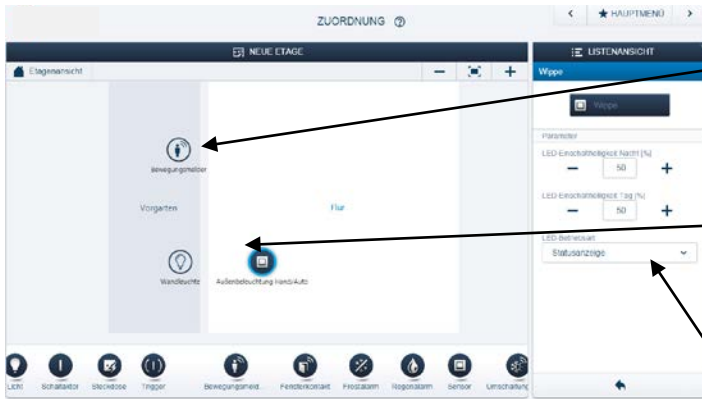 ZUORDNUNG ?
< ★ HAUPTMENÜ >
NEUE ETAGE
LISTENANSICHT
Etagenansicht
Wippe
Wippe
Parameter
LED-Einschalthelligkeit Nacht [%]
− 50 +
LED-Einschalthelligkeit Tag [%]
− 50 +
LED-Betriebsart
Statusanzeige
Bewegungsmelder
Vorgarten
Flur
Wandleuchte
Außenbeleuchtung Hand/Auto
Licht Schaltaktor Steckdose Trigger Bewegungsmeld... Fensterkontakt Frostalarm Regenalarm Sensor Umschaltung